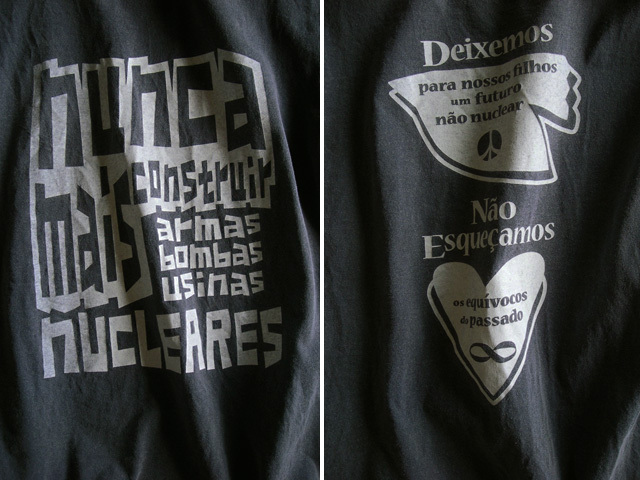 nunca
mais construir
armas
bombas
usinas
NUCLEARES
Deixemos
para nossos filhos
um futuro
não nuclear
Não
Esqueçamos
os equívocos
do passado